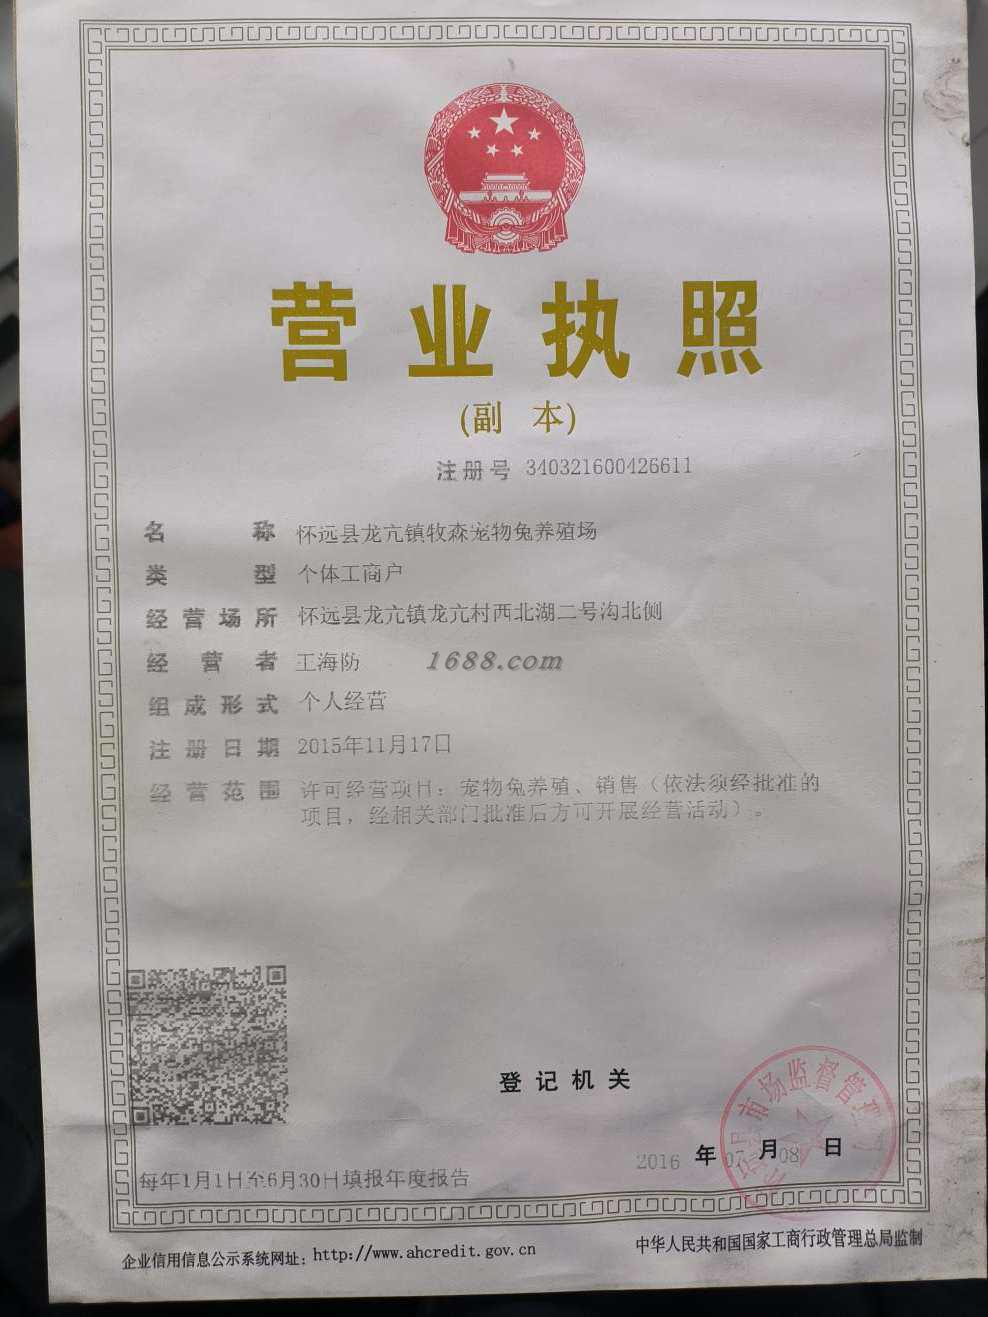 营业执照
(副 本)
注册号 340321600426611
名称 怀远县龙亢镇牧森宠物兔养殖场
类型 个体工商户
经营场所 怀远县龙亢镇龙亢村西北湖二号沟北侧
经营者 王海防
1688.com
组成形式 个人经营
注册日期 2015年11月17日
经营范围 许可经营项目：宠物兔养殖、销售（依法须经批准的
项目，经相关部门批准后方可开展经营活动）。
登记机关
市场监督管理
2016 年 07 月 08 日
每年1月1日至6月30日填报年度报告
企业信用信息公示系统网址：http://www.ahcredit.gov.cn
中华人民共和国国家工商行政管理总局监制